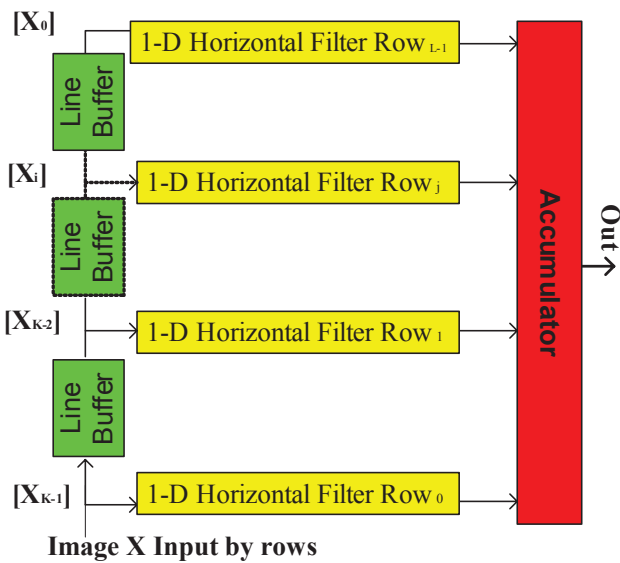 [X0]
1-D Horizontal Filter Row L-1
Line Buffer
[Xi]
1-D Horizontal Filter Row j
Line Buffer
Accumulator
Out
[XK-2]
1-D Horizontal Filter Row 1
Line Buffer
[XK-1]
1-D Horizontal Filter Row 0
Image X Input by rows